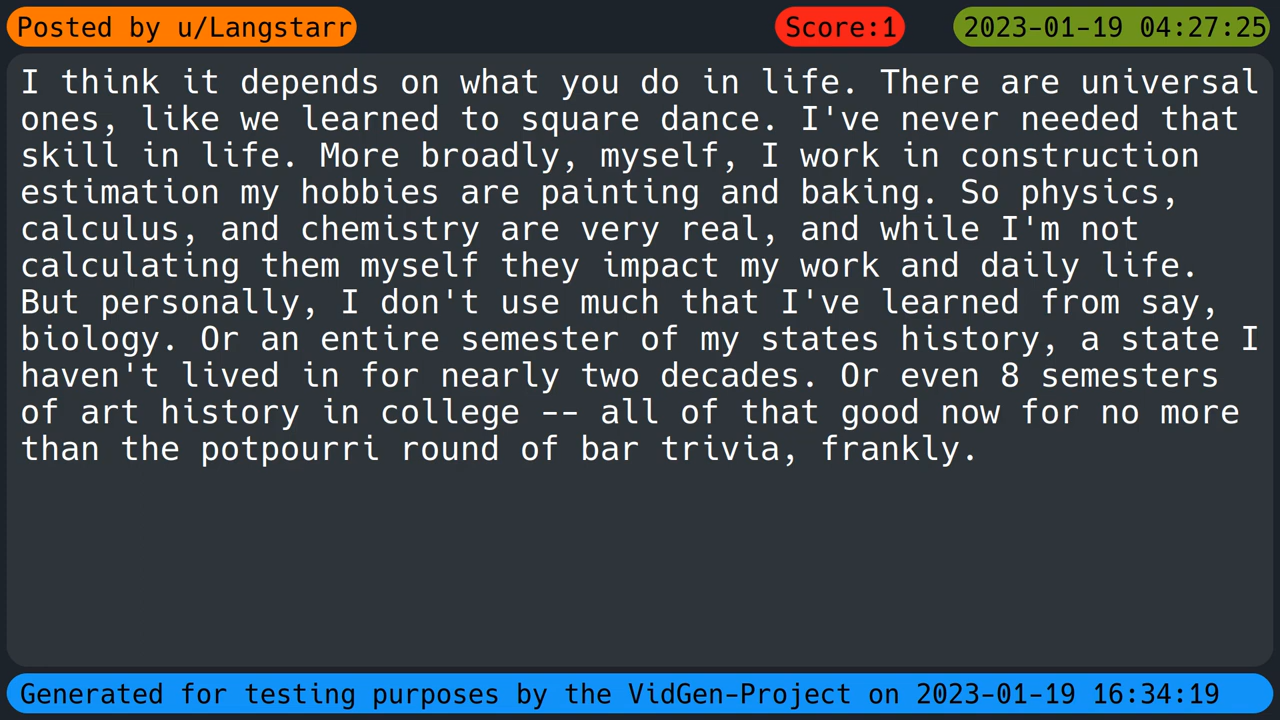 Posted by u/Langstarr
Score:1
2023-01-19 04:27:25
I think it depends on what you do in life. There are universal
ones, like we learned to square dance. I've never needed that
skill in life. More broadly, myself, I work in construction
estimation my hobbies are painting and baking. So physics,
calculus, and chemistry are very real, and while I'm not
calculating them myself they impact my work and daily life.
But personally, I don't use much that I've learned from say,
biology. Or an entire semester of my states history, a state I
haven't lived in for nearly two decades. Or even 8 semesters
of art history in college -- all of that good now for no more
than the potpourri round of bar trivia, frankly.
Generated for testing purposes by the VidGen-Project on 2023-01-19 16:34:19